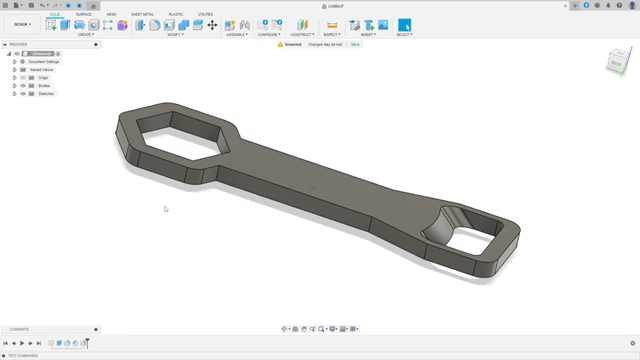 Untitled*
SOLID SURFACE MESH SHEET METAL PLASTIC UTILITIES
DESIGN
CREATE MODIFY ASSEMBLE CONFIGURE CONSTRUCT INSPECT INSERT SELECT
BROWSER
Unsaved: Changes may be lost Save
(Unsaved)
Document Settings
Named Views
Origin
Bodies
Sketches
BACK
COMMENTS
TEXT COMMANDS